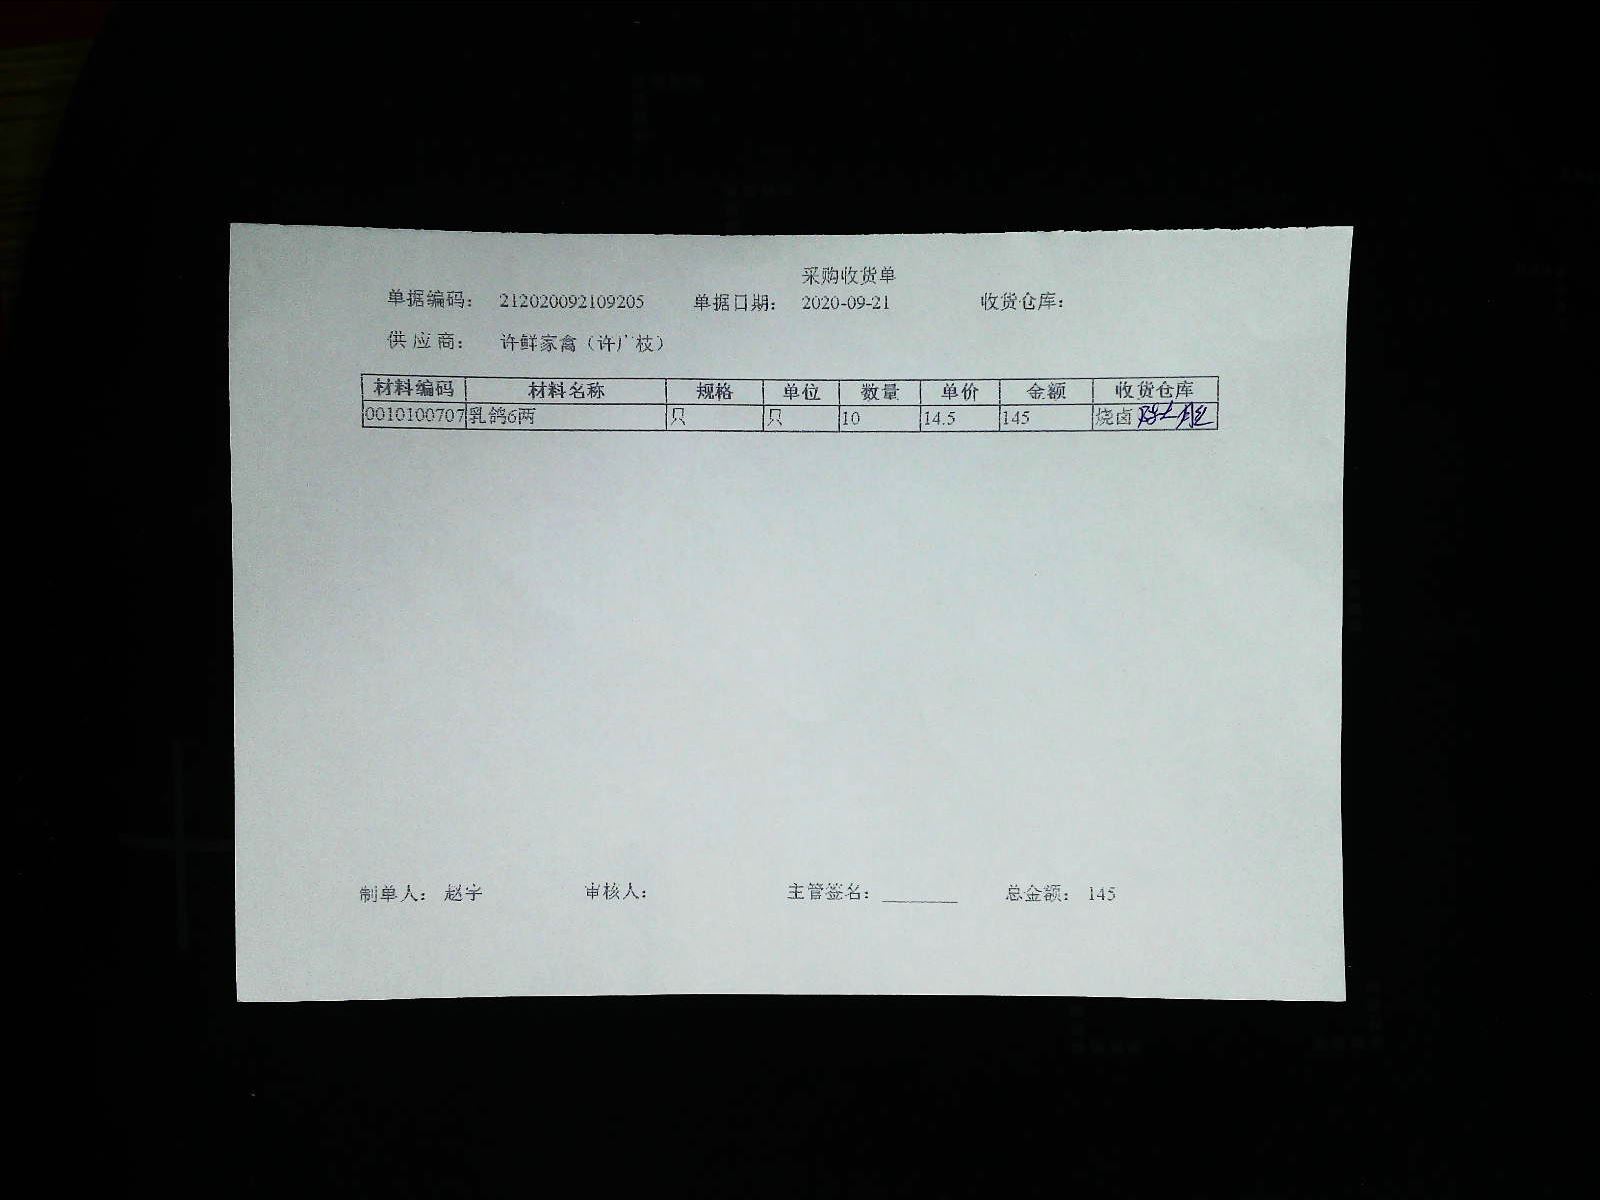 采购收货单
单据编码： 212020092109205 单据日期： 2020-09-21 收货仓库：
供应商： 许鲜家禽（许广枝）
材料编码 材料名称 规格 单位 数量 单价 金额 收货仓库
0010100707 乳鸽6两 只 只 10 14.5 145 烧卤
制单人： 赵宇 审核人： 主管签名： 总金额： 145